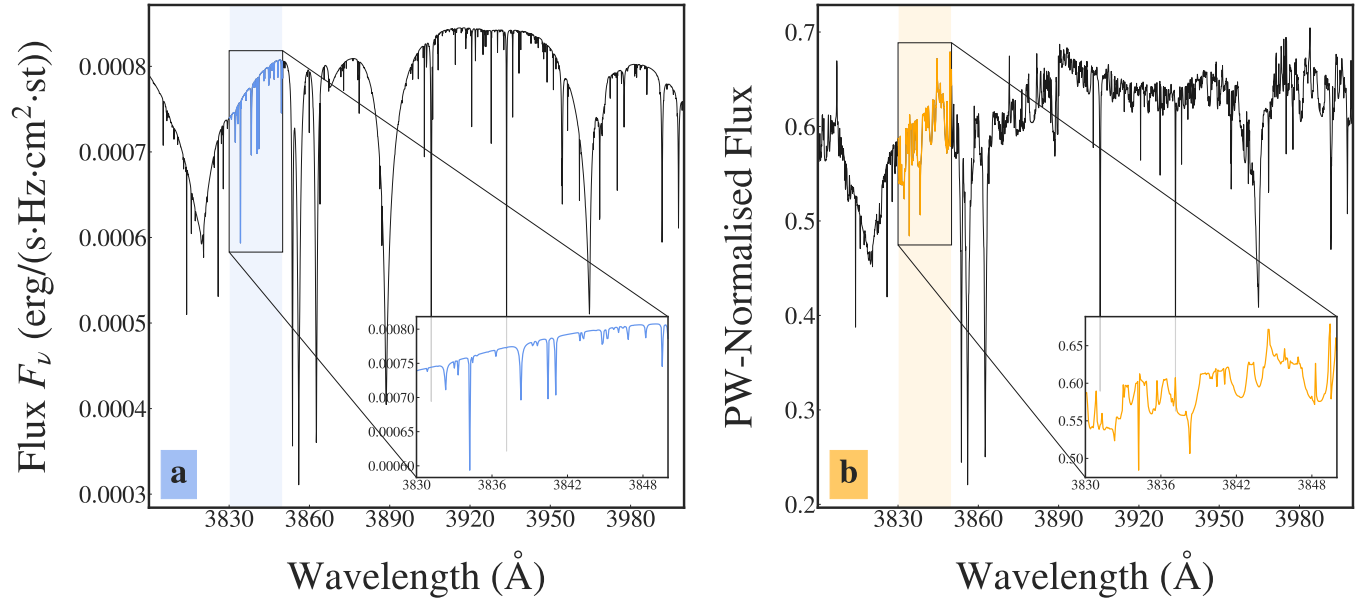 Flux Fν (erg/(s·Hz·cm²·st))
0.0008
0.0007
0.0006
0.0005
0.0004
0.0003
3830 3860 3890 3920 3950 3980
Wavelength (Å)
a
0.00080
0.00075
0.00070
0.00065
0.00060
3830 3836 3842 3848
PW-Normalised Flux
0.7
0.6
0.5
0.4
0.3
0.2
3830 3860 3890 3920 3950 3980
Wavelength (Å)
b
0.65
0.60
0.55
0.50
3830 3836 3842 3848